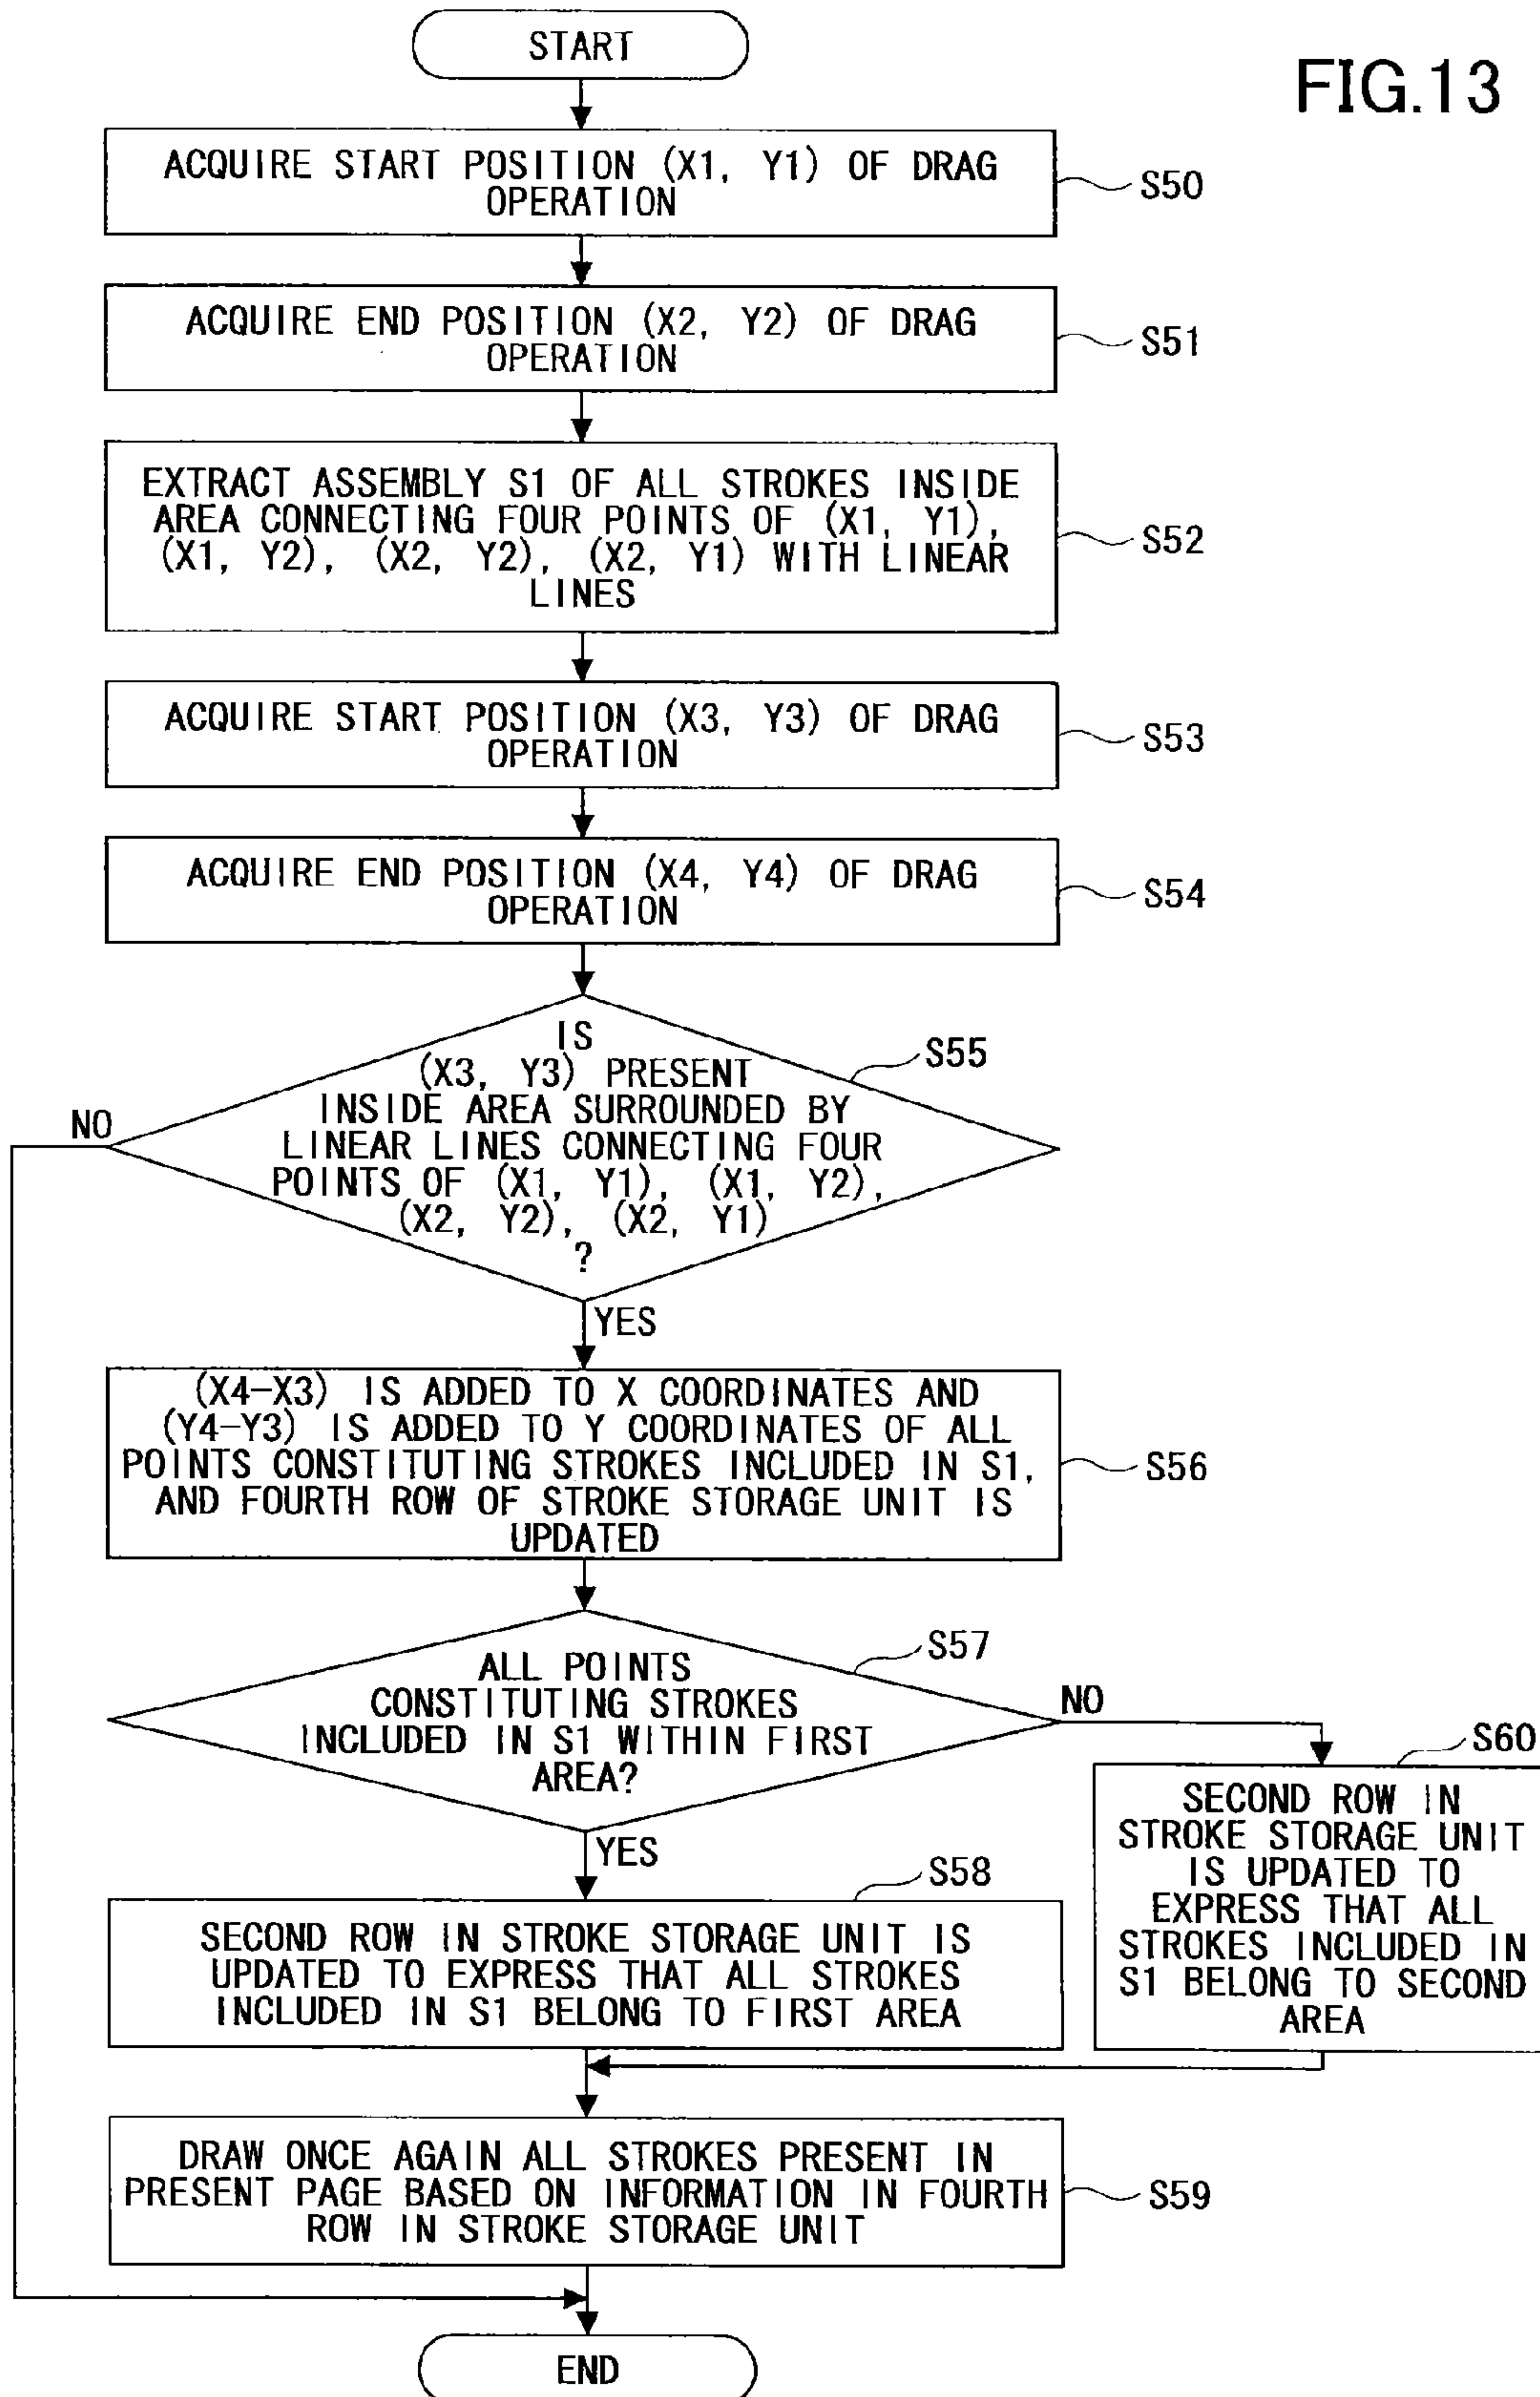 START
FIG.13
ACQUIRE START POSITION (X1, Y1) OF DRAG
OPERATION
S50
ACQUIRE END POSITION (X2, Y2) OF DRAG
OPERATION
S51
EXTRACT ASSEMBLY S1 OF ALL STROKES INSIDE
AREA CONNECTING FOUR POINTS OF (X1, Y1),
(X1, Y2), (X2, Y2), (X2, Y1) WITH LINEAR
LINES
S52
ACQUIRE START POSITION (X3, Y3) OF DRAG
OPERATION
S53
ACQUIRE END POSITION (X4, Y4) OF DRAG
OPERATION
S54
IS
(X3, Y3) PRESENT
INSIDE AREA SURROUNDED BY
LINEAR LINES CONNECTING FOUR
POINTS OF (X1, Y1), (X1, Y2),
(X2, Y2), (X2, Y1)
?
S55
NO
YES
(X4-X3) IS ADDED TO X COORDINATES AND
(Y4-Y3) IS ADDED TO Y COORDINATES OF ALL
POINTS CONSTITUTING STROKES INCLUDED IN S1,
AND FOURTH ROW OF STROKE STORAGE UNIT IS
UPDATED
S56
ALL POINTS
CONSTITUTING STROKES
INCLUDED IN S1 WITHIN FIRST
AREA?
S57
NO
YES
S60
SECOND ROW IN
STROKE STORAGE UNIT
IS UPDATED TO
EXPRESS THAT ALL
STROKES INCLUDED IN
S1 BELONG TO SECOND
AREA
S58
SECOND ROW IN STROKE STORAGE UNIT IS
UPDATED TO EXPRESS THAT ALL STROKES
INCLUDED IN S1 BELONG TO FIRST AREA
DRAW ONCE AGAIN ALL STROKES PRESENT IN
PRESENT PAGE BASED ON INFORMATION IN FOURTH
ROW IN STROKE STORAGE UNIT
S59
END